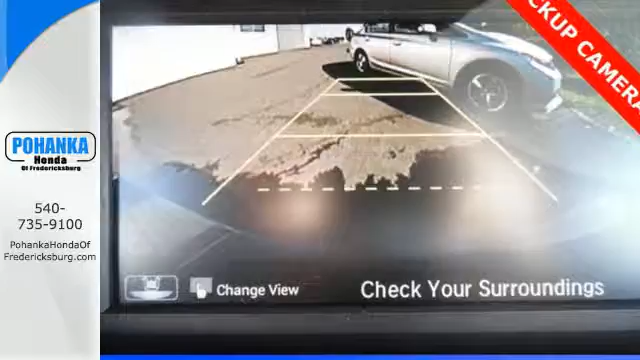 POHANKA
Honda
Of Fredericksburg
540-
735-9100
PohankaHondaOf
Fredericksburg.com
CKUP CAMERA
Change View
Check Your Surroundings